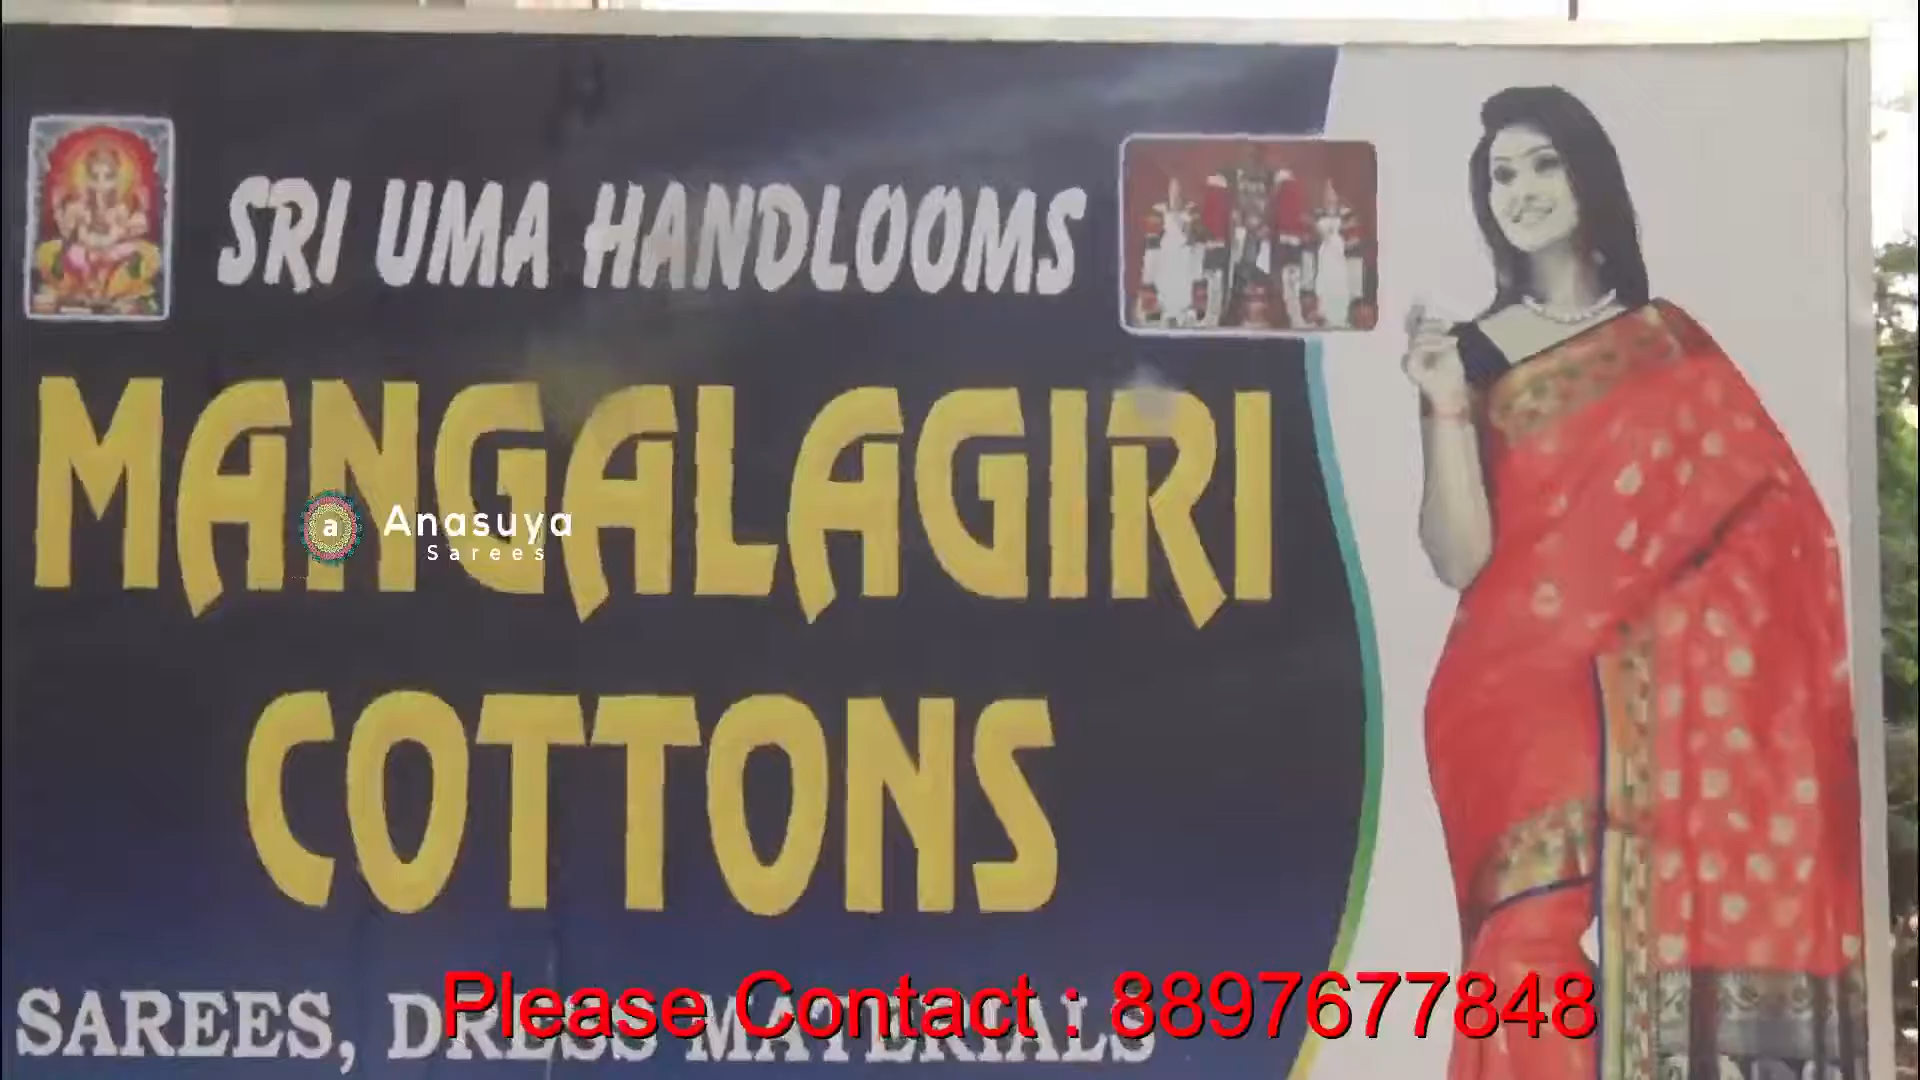 SRI UMA HANDLOOMS
MANGALAGIRI
a Anasuya
Sarees
COTTONS
SAREES, DRESS MATERIALS
Please Contact : 8897677848